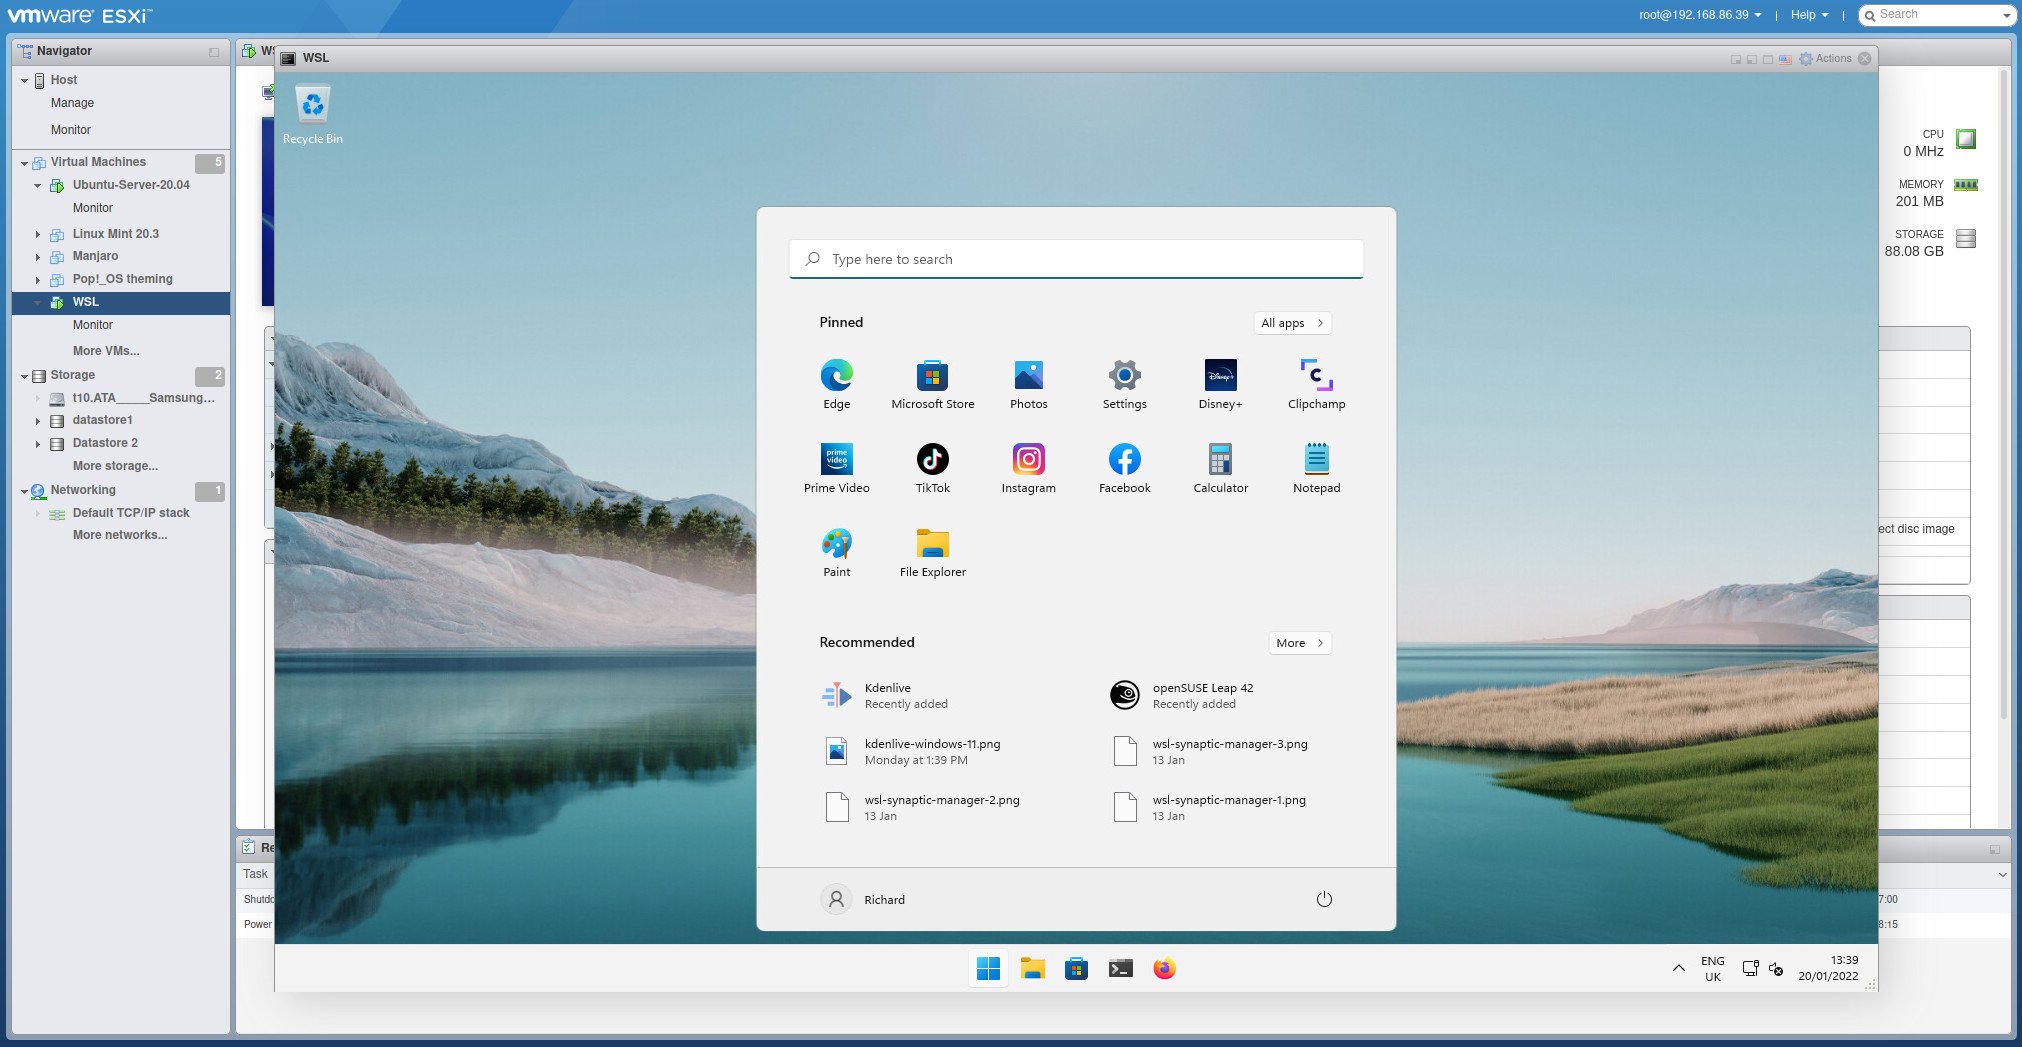 vmware ESXi
root@192.168.86.39 | Help | Search
Navigator
Host
Manage
Monitor
Virtual Machines 5
Ubuntu-Server-20.04
Monitor
Linux Mint 20.3
Manjaro
Pop!_OS theming
WSL
Monitor
More VMs...
Storage 2
t10.ATA_____Samsung...
datastore1
Datastore 2
More storage...
Networking 1
Default TCP/IP stack
More networks...
WSL
Actions
Recycle Bin
CPU
0 MHz
MEMORY
201 MB
STORAGE
88.08 GB
ect disc image
Type here to search
Pinned
All apps
Edge
Microsoft Store
Photos
Settings
Disney+
Clipchamp
prime video
Prime Video
TikTok
Instagram
Facebook
Calculator
Notepad
Paint
File Explorer
Recommended
More
Kdenlive
Recently added
openSUSE Leap 42
Recently added
kdenlive-windows-11.png
Monday at 1:39 PM
wsl-synaptic-manager-3.png
13 Jan
wsl-synaptic-manager-2.png
13 Jan
wsl-synaptic-manager-1.png
13 Jan
Richard
Re
Task
Shutdo
Power
7:00
8:15
ENG
UK
13:39
20/01/2022